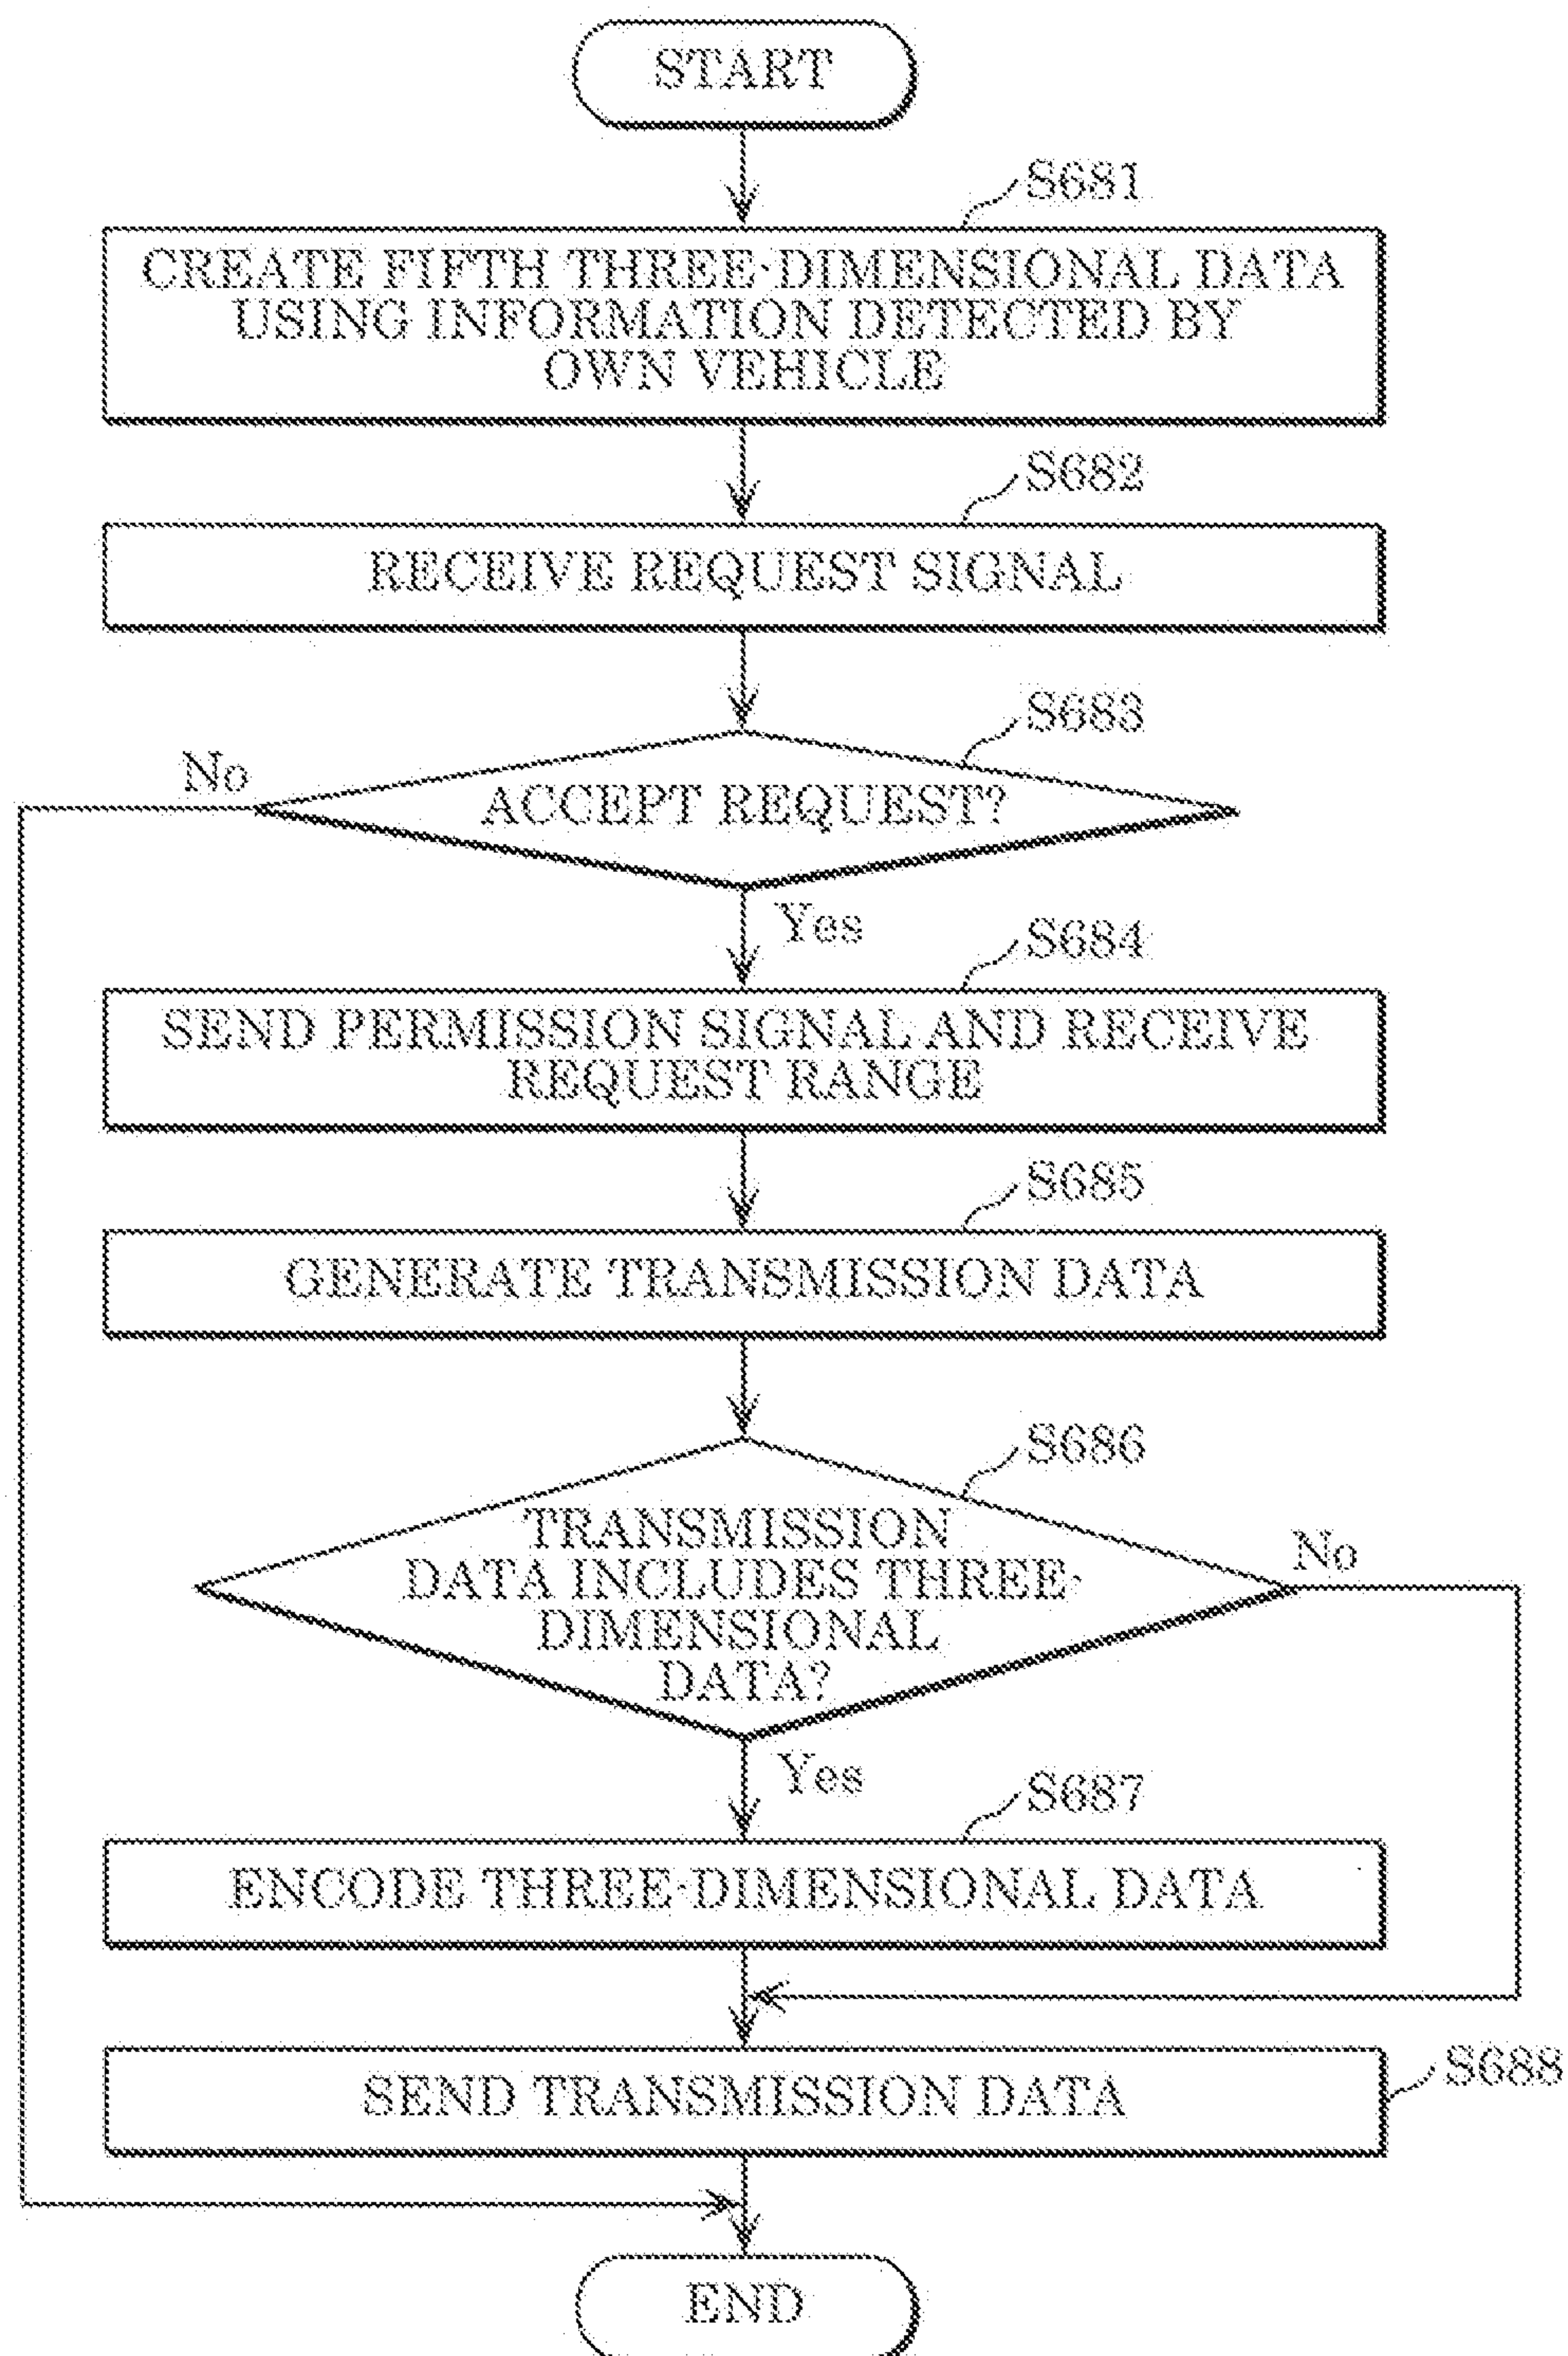 START
S681
CREATE FIFTH THREE-DIMENSIONAL DATA
USING INFORMATION DETECTED BY
OWN VEHICLE
S682
RECEIVE REQUEST SIGNAL
S683
No
ACCEPT REQUEST?
Yes
S684
SEND PERMISSION SIGNAL AND RECEIVE
REQUEST RANGE
S685
GENERATE TRANSMISSION DATA
S686
TRANSMISSION
No
DATA INCLUDES THREE-
DIMENSIONAL
DATA?
Yes
S687
ENCODE THREE-DIMENSIONAL DATA
S688
SEND TRANSMISSION DATA
END